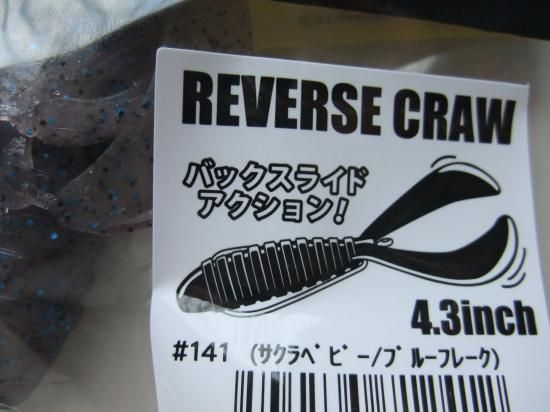 REVERSE CRAW
バックスライド
アクション!
4.3inch
#141 (サクラペビー/ブルーフレーク)